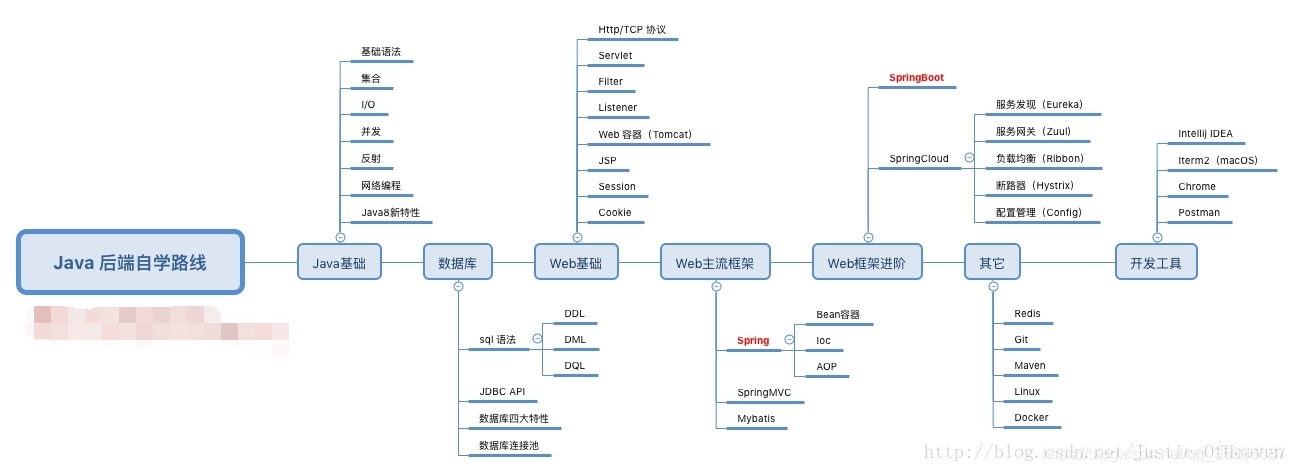 Java 后端自学路线
Java基础
基础语法
集合
I/O
并发
反射
网络编程
Java8新特性
数据库
sql 语法
DDL
DML
DQL
JDBC API
数据库四大特性
数据库连接池
Web基础
Http/TCP 协议
Servlet
Filter
Listener
Web 容器（Tomcat）
JSP
Session
Cookie
Web主流框架
Spring
Bean容器
Ioc
AOP
SpringMVC
Mybatis
Web框架进阶
SpringBoot
SpringCloud
服务发现（Eureka）
服务网关（Zuul）
负载均衡（Ribbon）
断路器（Hystrix）
配置管理（Config）
其它
Redis
Git
Maven
Linux
Docker
开发工具
Intellij IDEA
Iterm2（macOS）
Chrome
Postman